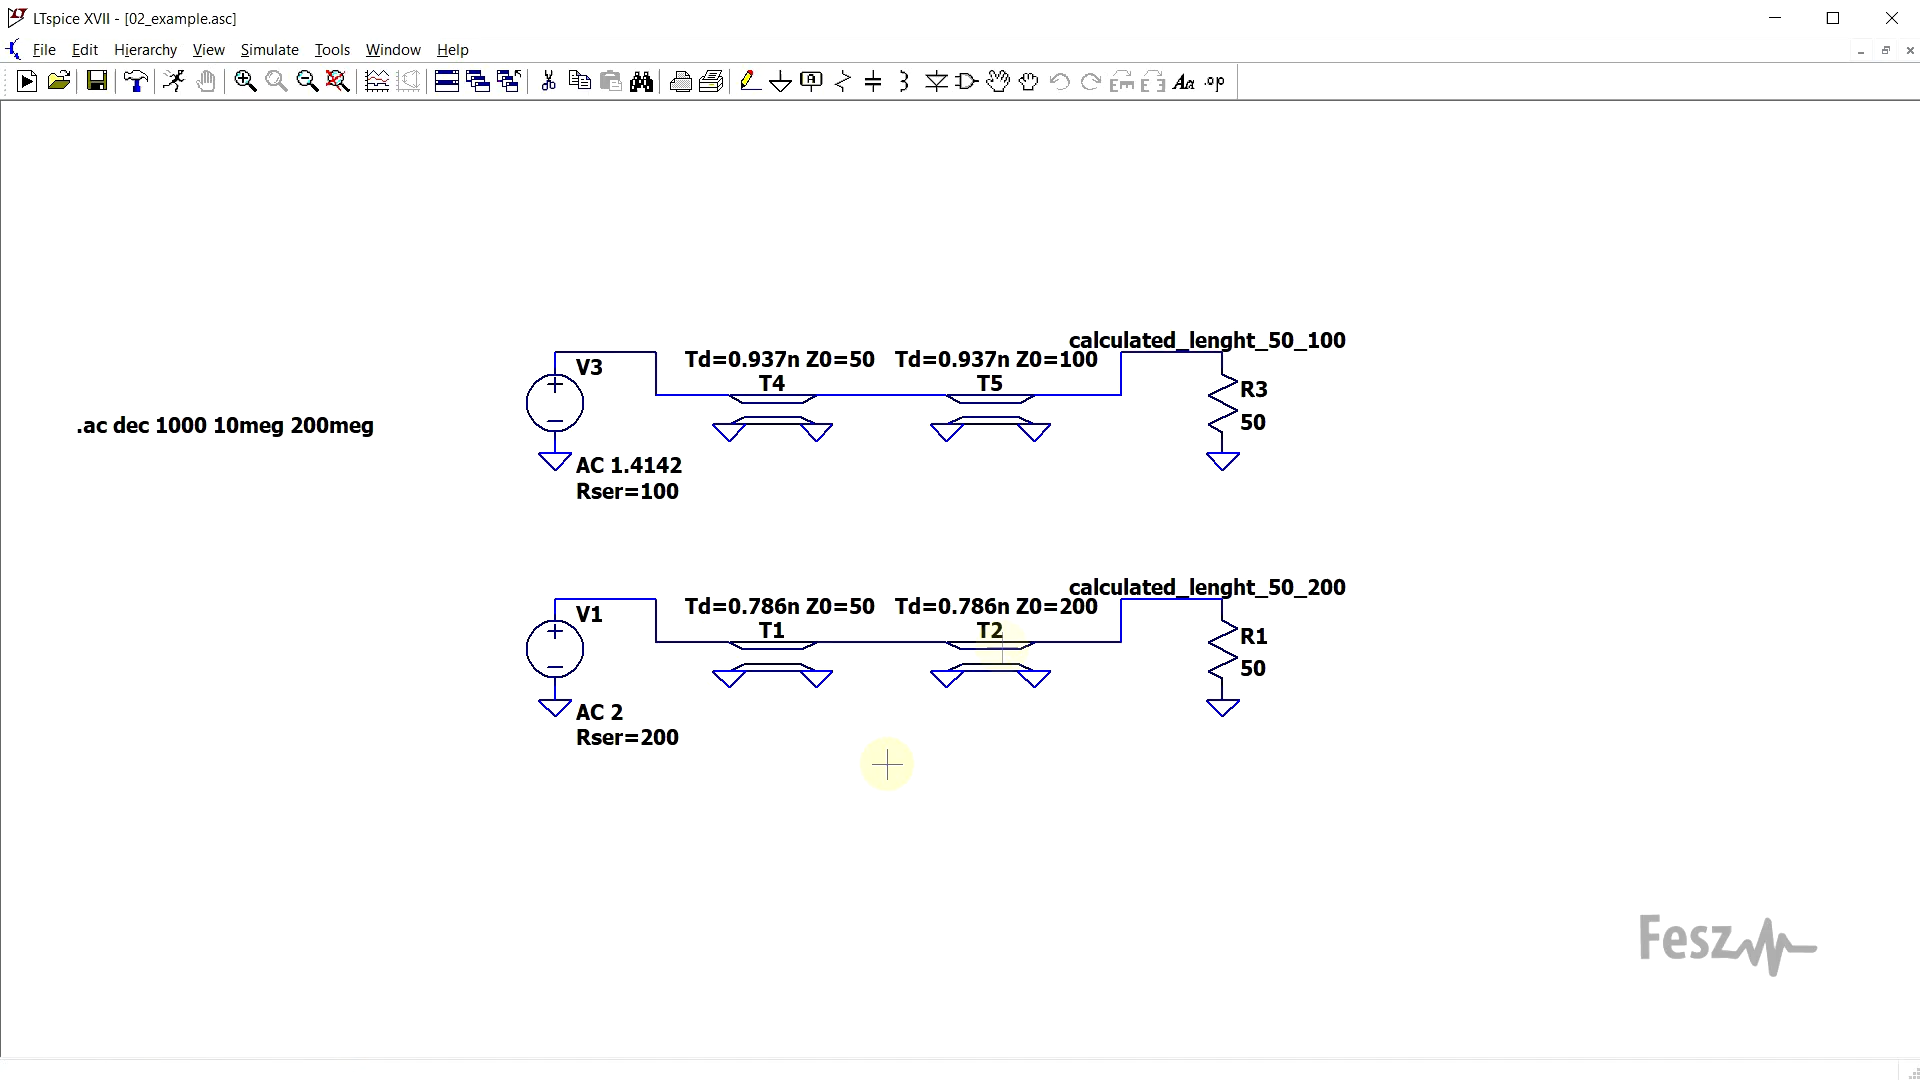 LTspice XVII - [02_example.asc]
File Edit Hierarchy View Simulate Tools Window Help
calculated_lenght_50_100
V3
Td=0.937n Z0=50 Td=0.937n Z0=100
T4 T5
R3
50
.ac dec 1000 10meg 200meg
AC 1.4142
Rser=100
calculated_lenght_50_200
V1
Td=0.786n Z0=50 Td=0.786n Z0=200
T1 T2
R1
50
AC 2
Rser=200
Fesz